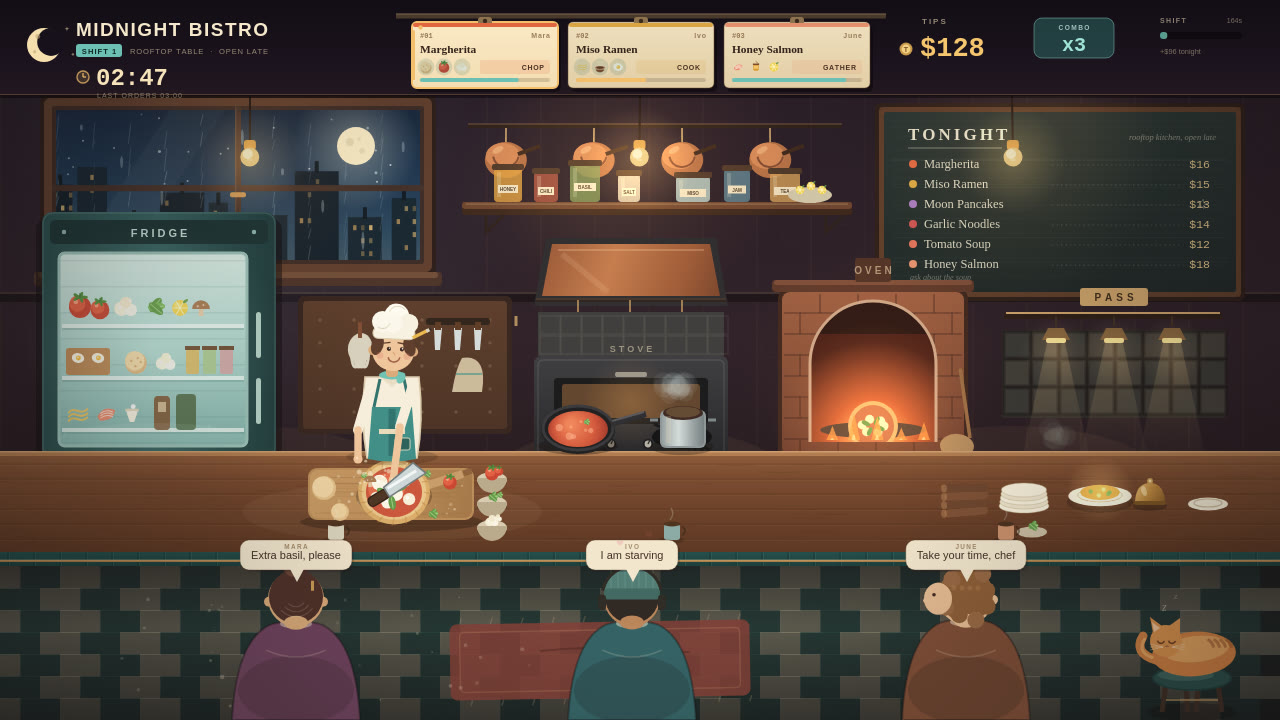 MIDNIGHT BISTRO
SHIFT 1 ROOFTOP TABLE · OPEN LATE
02:47
LAST ORDERS 03:00
#01 Mara
Margherita
CHOP
#02 Ivo
Miso Ramen
COOK
#03 June
Honey Salmon
GATHER
TIPS
$128
COMBO
x3
SHIFT 164s
+$96 tonight
FRIDGE
HONEY
CHILI
BASIL
SALT
MISO
JAM
TEA
TONIGHT
rooftop kitchen, open late
Margherita $16
Miso Ramen $15
Moon Pancakes
Garlic Noodles $14
Tomato Soup $12
Honey Salmon $18
ask about the soup
OVEN
PASS
STOVE
MARA
Extra basil, please
IVO
I am starving
JUNE
Take your time, chef
z
z